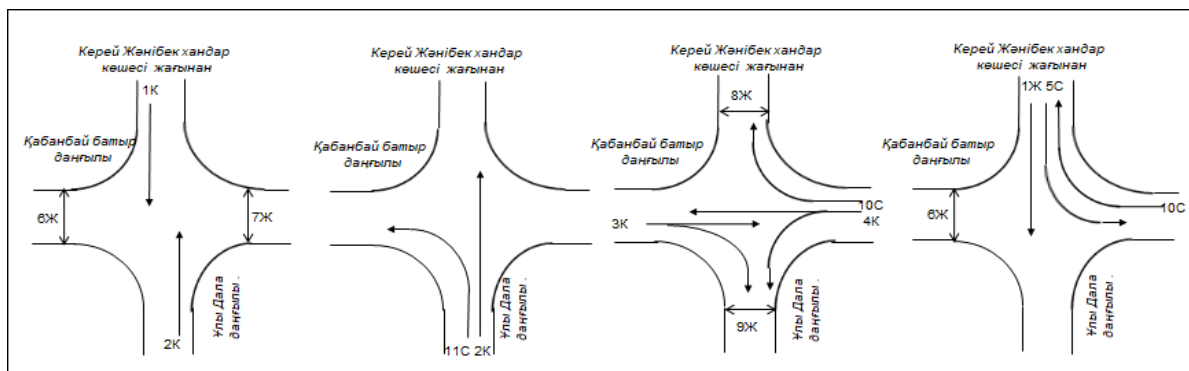 Керей Жәнібек хандар
көшесі жағынан
1К
Қабанбай батыр
даңғылы
6Ж
7Ж
2К
Ұлы Дала
даңғылы .
Керей Жәнібек хандар
көшесі жағынан
Қабанбай батыр
даңғылы
11С 2К
Ұлы Дала
даңғылы .
Керей Жәнібек хандар
көшесі жағынан
8Ж
Қабанбай батыр
даңғылы
10С
3К
4К
9Ж
Ұлы Дала
даңғылы .
Керей Жәнібек хандар
көшесі жағынан
1Ж 5С
Қабанбай батыр
даңғылы
6Ж
10С
Ұлы Дала
даңғылы .